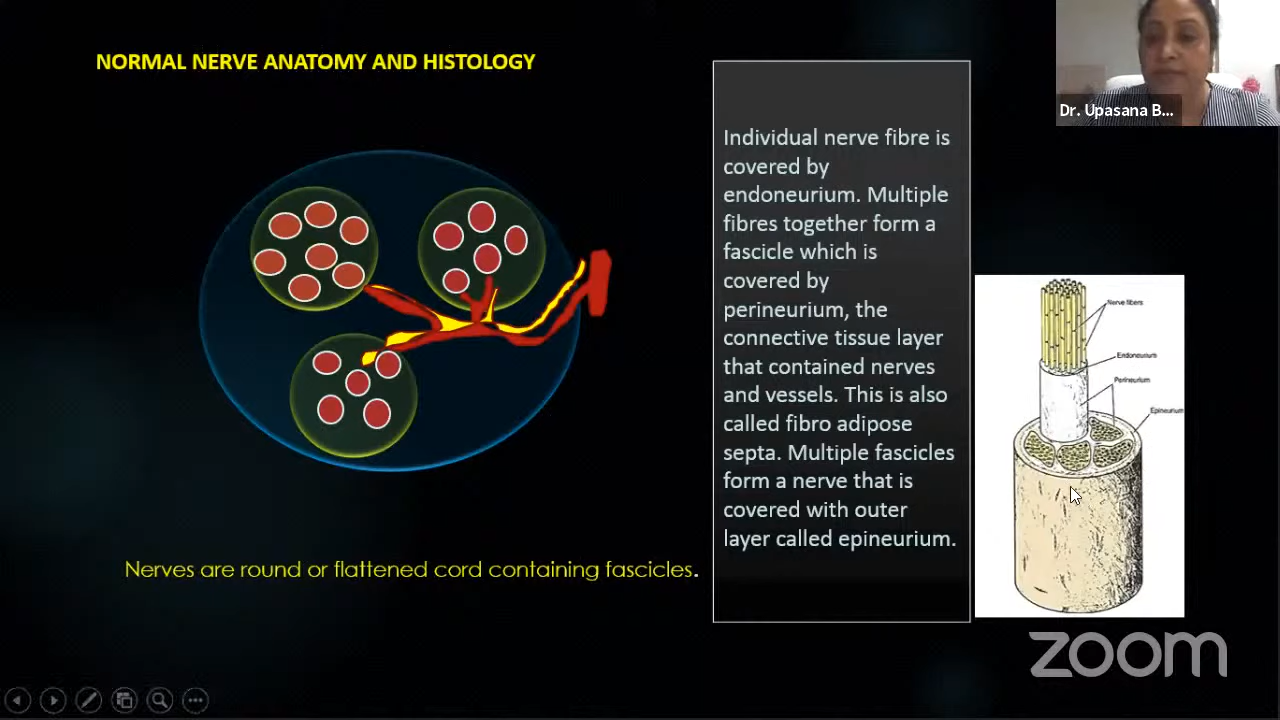 NORMAL NERVE ANATOMY AND HISTOLOGY
Dr. Upasana B...
Individual nerve fibre is
covered by
endoneurium. Multiple
fibres together form a
fascicle which is
covered by
perineurium, the
connective tissue layer
that contained nerves
and vessels. This is also
called fibro adipose
septa. Multiple fascicles
form a nerve that is
covered with outer
layer called epineurium.
Nerve fibers
Endoneurium
Perineurium
Epineurium
Nerves are round or flattened cord containing fascicles.
zoom